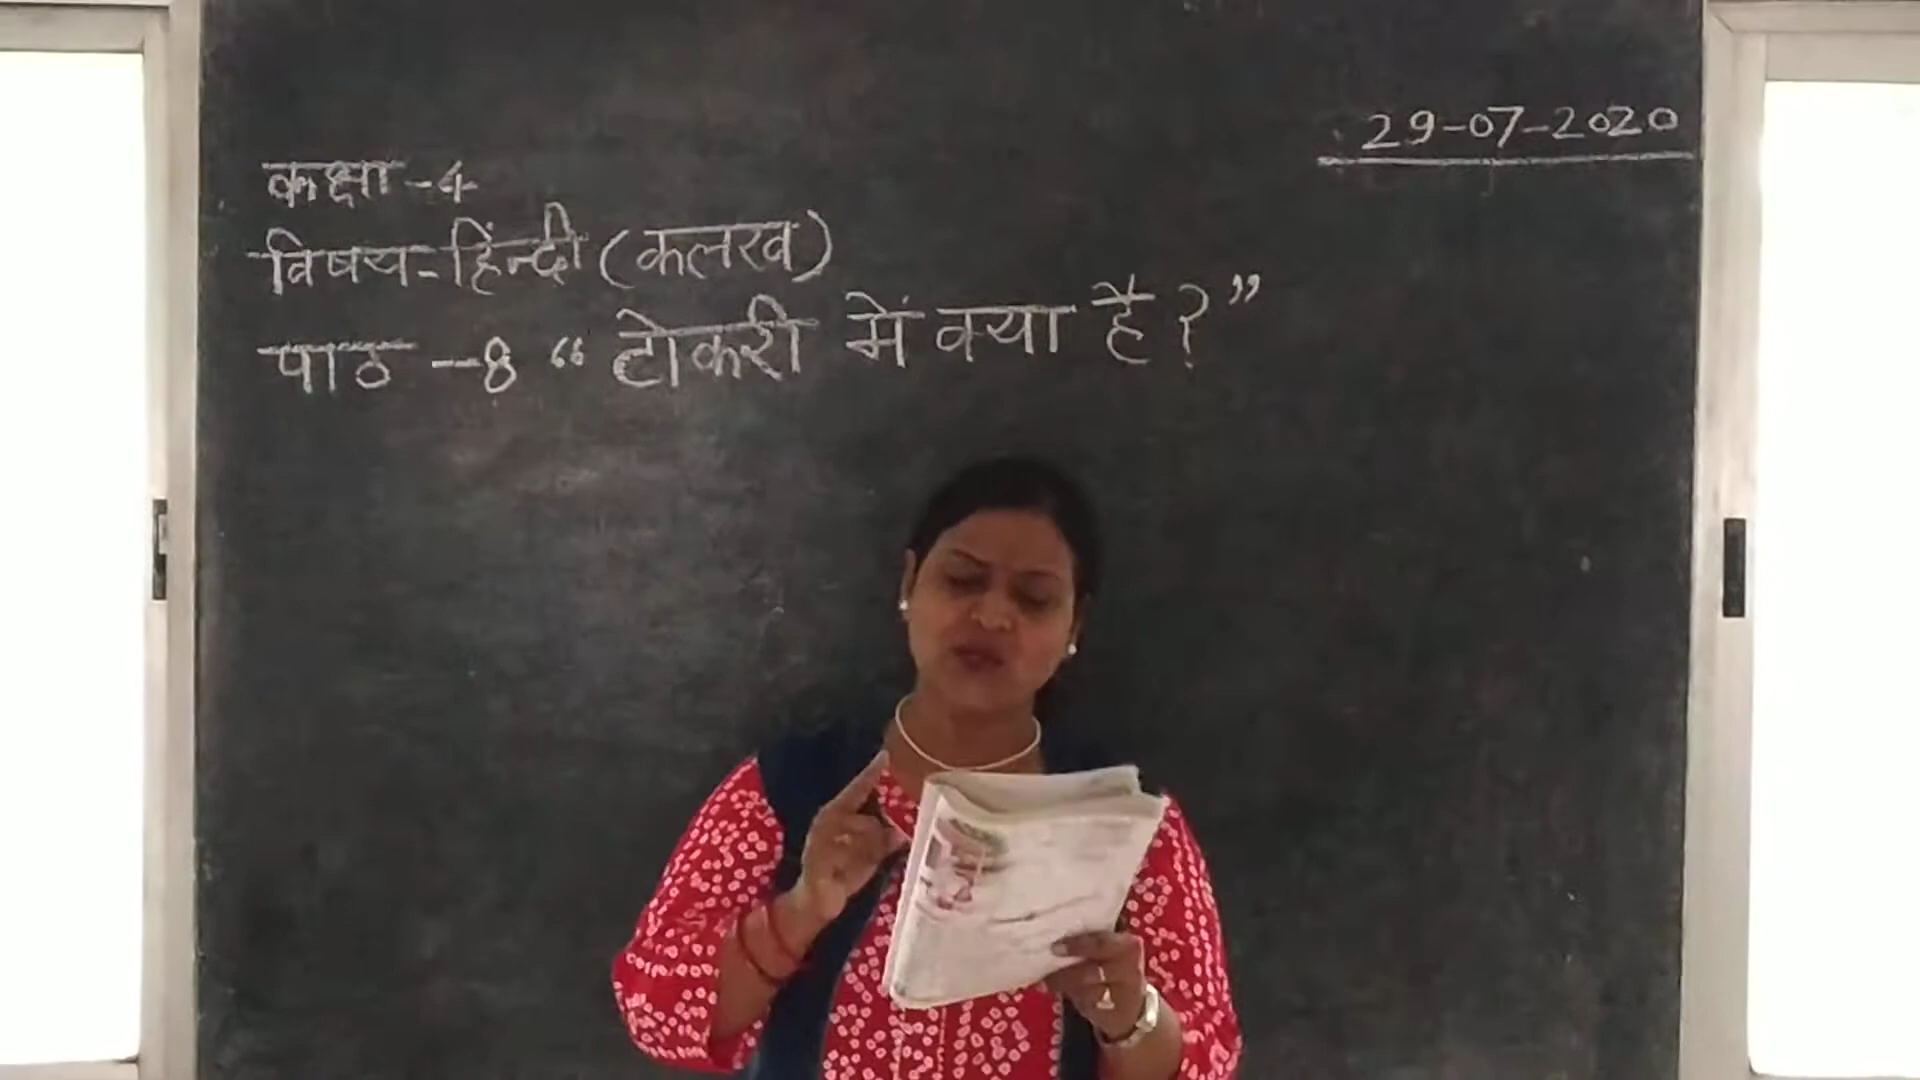 29-07-2020
कक्षा-4
विषय-हिन्दी (कलरव)
पाठ -8 “टोकरी में क्या है?”